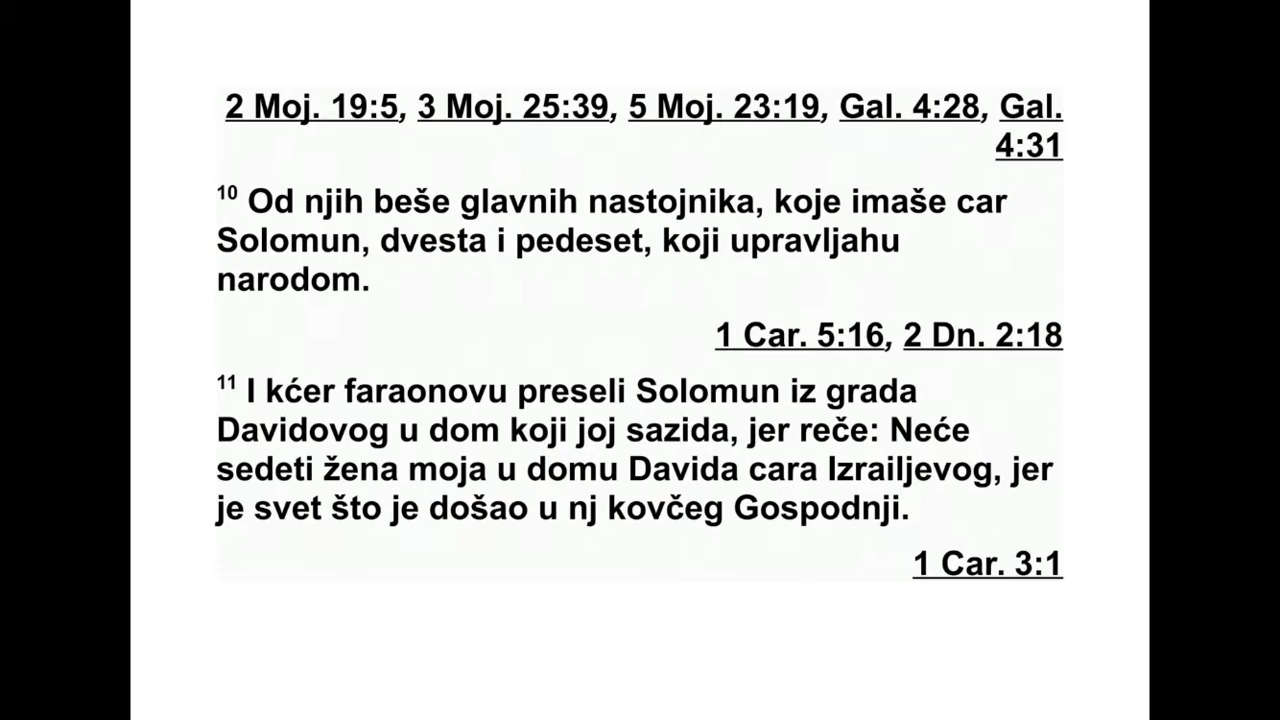 2 Moj. 19:5, 3 Moj. 25:39, 5 Moj. 23:19, Gal. 4:28, Gal.
4:31
10 Od njih beše glavnih nastojnika, koje imaše car
Solomun, dvesta i pedeset, koji upravljahu
narodom.
1 Car. 5:16, 2 Dn. 2:18
11 I kćer faraonovu preseli Solomun iz grada
Davidovog u dom koji joj sazida, jer reče: Neće
sedeti žena moja u domu Davida cara Izrailjevog, jer
je svet što je došao u nj kovčeg Gospodnji.
1 Car. 3:1